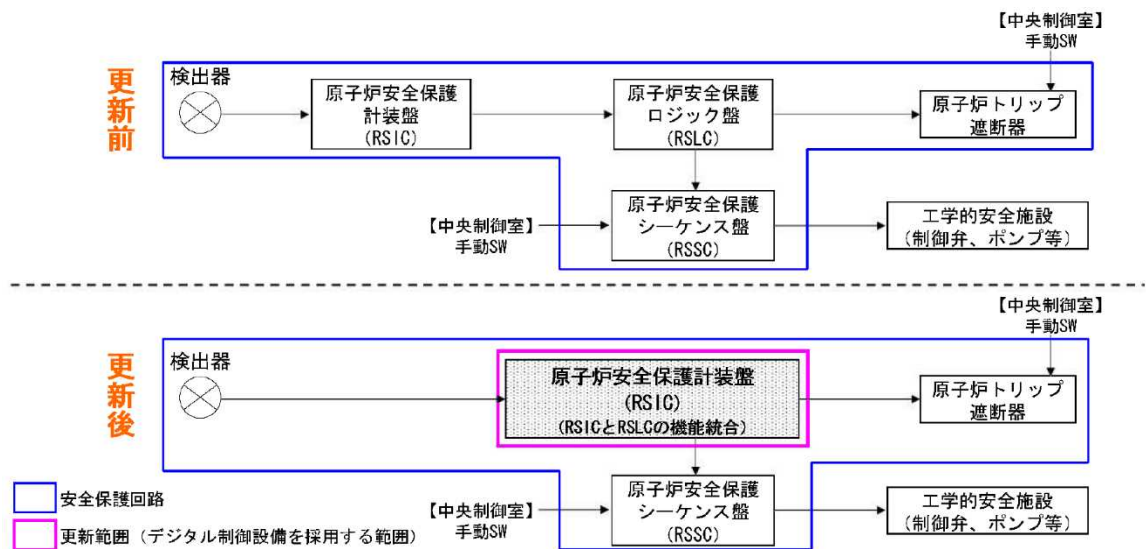 更新前
【中央制御室】
手動SW
検出器
原子炉安全保護
計装盤
(RSIC)
原子炉安全保護
ロジック盤
(RSLC)
原子炉トリップ
遮断器
【中央制御室】
手動SW
原子炉安全保護
シーケンス盤
(RSSC)
工学的安全施設
(制御弁、ポンプ等)
更新後
【中央制御室】
手動SW
検出器
原子炉安全保護計装盤
(RSIC)
(RSICとRSLCの機能統合)
原子炉トリップ
遮断器
【中央制御室】
手動SW
原子炉安全保護
シーケンス盤
(RSSC)
工学的安全施設
(制御弁、ポンプ等)
安全保護回路
更新範囲（デジタル制御設備を採用する範囲）